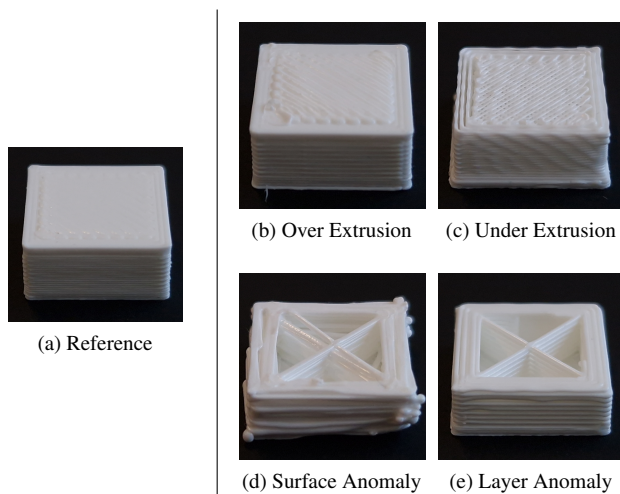 (a) Reference
(b) Over Extrusion
(c) Under Extrusion
(d) Surface Anomaly
(e) Layer Anomaly